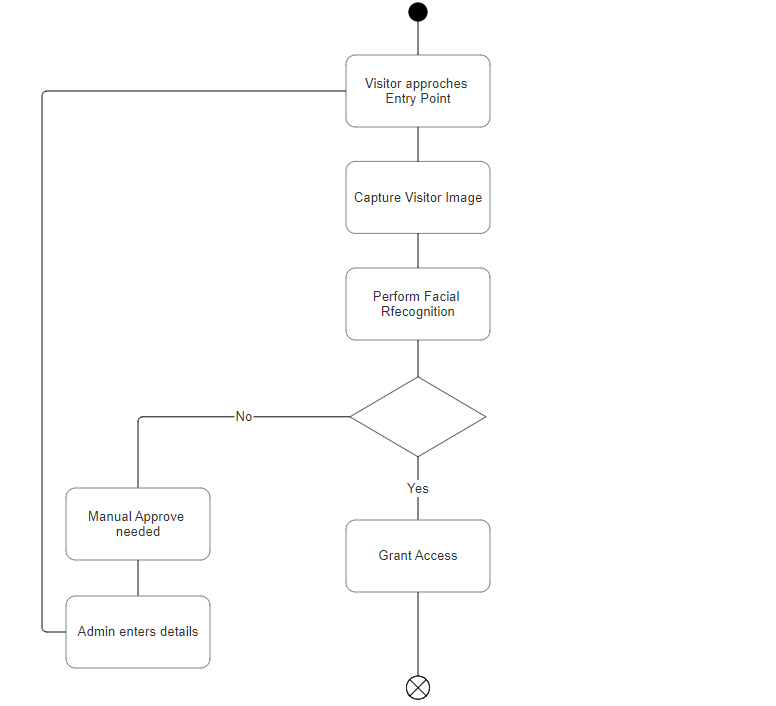 Visitor approches
Entry Point
Capture Visitor Image
Perform Facial
Rfecognition
No
Yes
Manual Approve
needed
Grant Access
Admin enters details